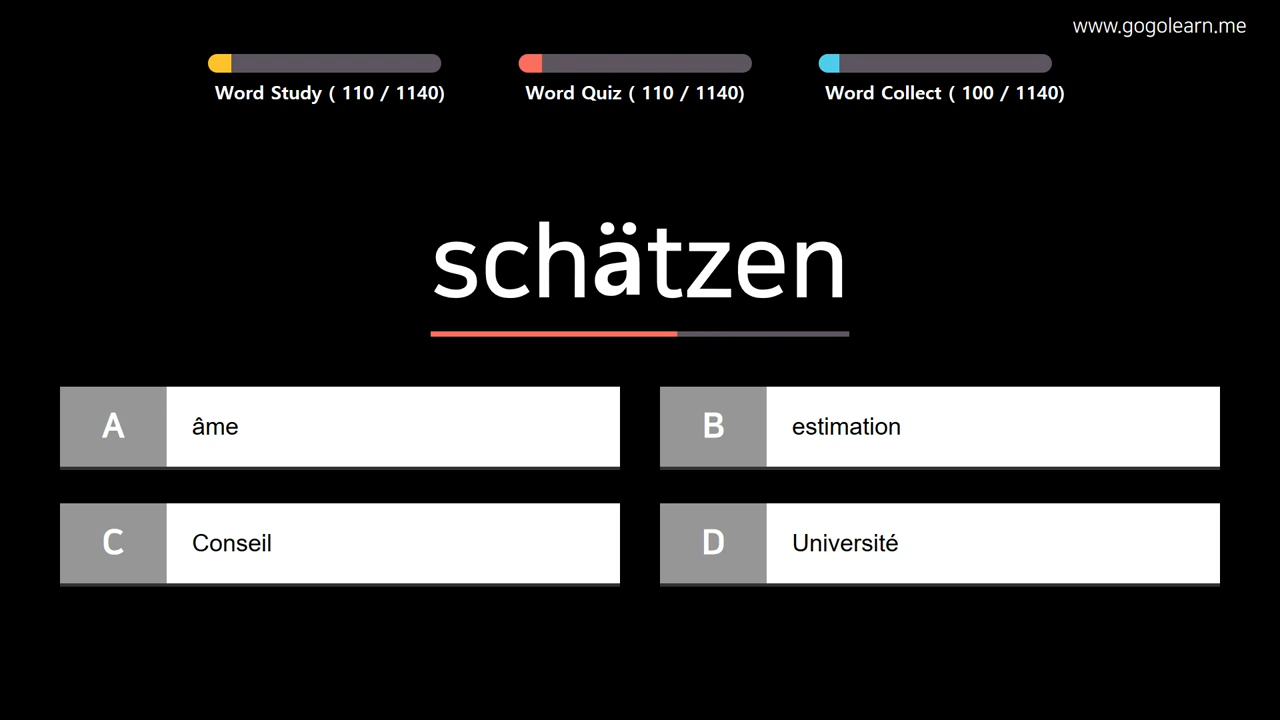 www.gogolearn.me
Word Study ( 110 / 1140)
Word Quiz ( 110 / 1140)
Word Collect ( 100 / 1140)
schätzen
A
âme
B
estimation
C
Conseil
D
Université